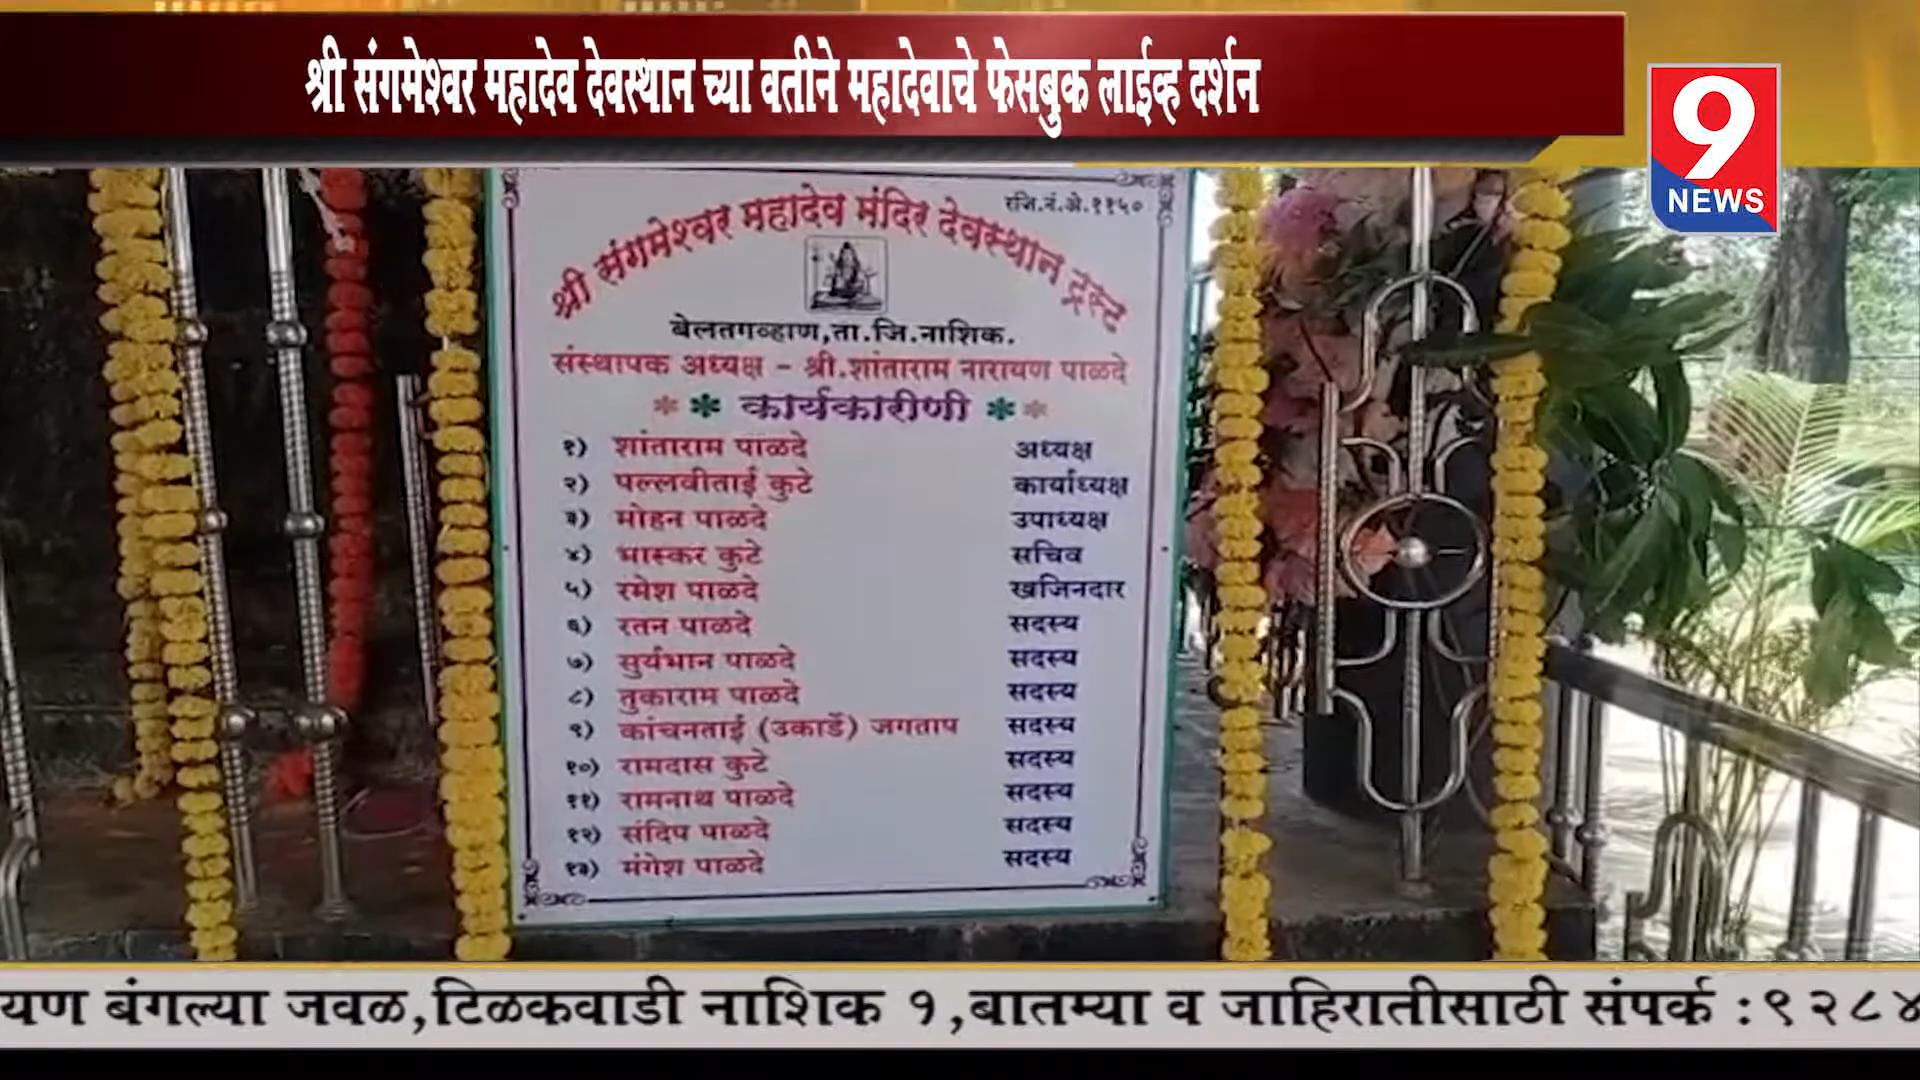 श्री संगमेश्वर महादेव देवस्थान च्या वतीने महादेवाचे फेसबुक लाईव्ह दर्शन
9
NEWS
रजि.नं.अे.११५०
श्री संगमेश्वर महादेव मंदिर देवस्थान ट्रस्ट
बेलतगव्हाण,ता.जि.नाशिक.
संस्थापक अध्यक्ष - श्री.शांताराम नारायण पाळदे
कार्यकारीणी
१) शांताराम पाळदे अध्यक्ष
२) पल्लवीताई कुटे कार्याध्यक्ष
३) मोहन पाळदे उपाध्यक्ष
४) भास्कर कुटे सचिव
५) रमेश पाळदे खजिनदार
६) रतन पाळदे सदस्य
७) सुर्यभान पाळदे सदस्य
८) तुकाराम पाळदे सदस्य
९) कांचनताई (उकार्डे) जगताप सदस्य
१०) रामदास कुटे सदस्य
११) रामनाथ पाळदे सदस्य
१२) संदिप पाळदे सदस्य
१३) मंगेश पाळदे सदस्य
यण बंगल्या जवळ,टिळकवाडी नाशिक १,बातम्या व जाहिरातीसाठी संपर्क :९२८४